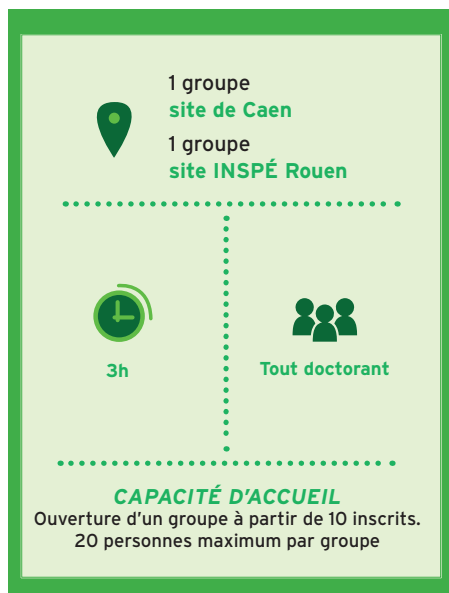 1 groupe
site de Caen
1 groupe
site INSPÉ Rouen
3h
Tout doctorant
CAPACITÉ D'ACCUEIL
Ouverture d'un groupe à partir de 10 inscrits.
20 personnes maximum par groupe